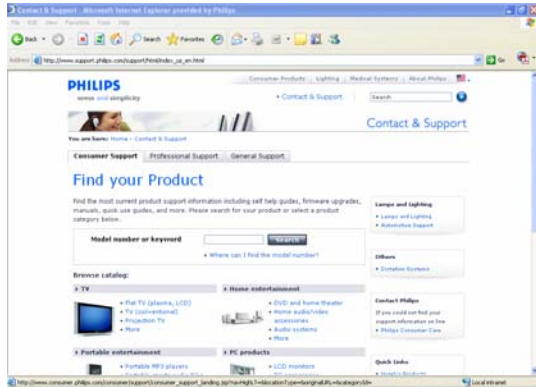 Contact & Support - Microsoft Internet Explorer provided by Philips
File Edit View Favorites Tools Help
Back Search Favorites
Address http://www.support.philips.com/support/html/index_us_en.html Go
Consumer Products | Lighting | Medical Systems | About Philips
PHILIPS
sense and simplicity
Contact & Support
Search
Contact & Support
You are here: Home > Contact & Support
Consumer Support Professional Support General Support
Find your Product
Find the most current product support information including self help guides, firmware upgrades,
manuals, quick use guides, and more. Please search for your product or select a product
category below.
Model number or keyword Search
Where can I find the model number?
Browse catalog:
TV
Flat TV (plasma, LCD)
TV (conventional)
Projection TV
More
Home entertainment
DVD and home theater
Home audio/video
accessories
Audio systems
More
Portable entertainment
Portable MP3 players
PC products
LCD monitors
Lamps and Lighting
Lamps and Lighting
Automotive Support
Others
Dictation Systems
Contact Philips
If you could not find your
support information on line
Philips Consumer Care
Quick Links
Local intranet